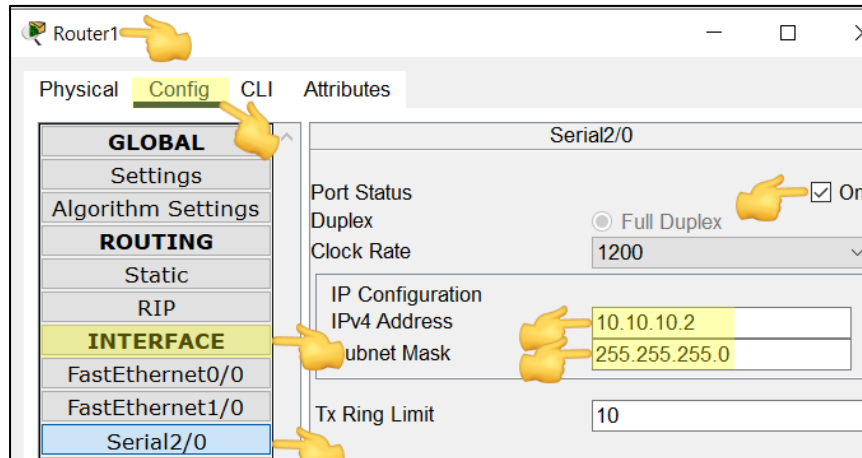 Router1
Physical Config CLI Attributes
GLOBAL
Settings
Algorithm Settings
ROUTING
Static
RIP
INTERFACE
FastEthernet0/0
FastEthernet1/0
Serial2/0
Serial2/0
Port Status On
Duplex Full Duplex
Clock Rate 1200
IP Configuration
IPv4 Address 10.10.10.2
ubnet Mask 255.255.255.0
Tx Ring Limit 10